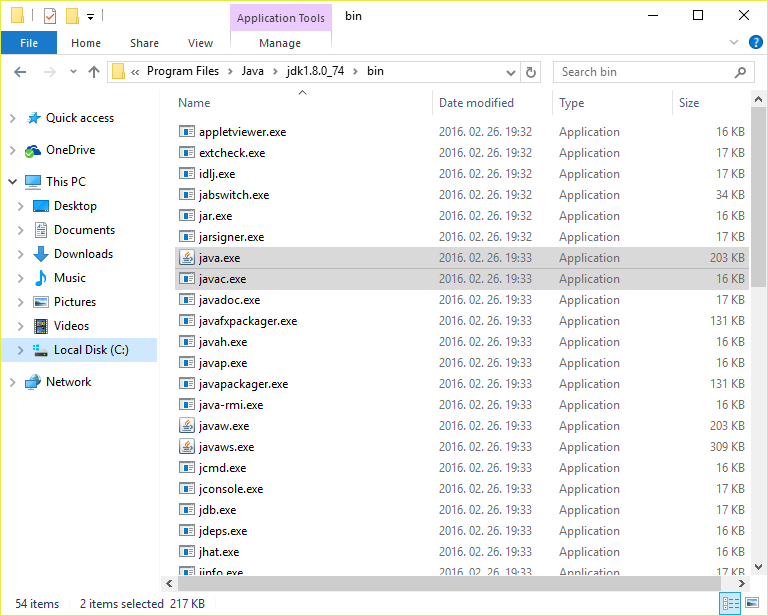 Application Tools bin
File Home Share View Manage
« Program Files > Java > jdk1.8.0_74 > bin Search bin
Quick access
OneDrive
This PC
Desktop
Documents
Downloads
Music
Pictures
Videos
Local Disk (C:)
Network
Name Date modified Type Size
appletviewer.exe 2016. 02. 26. 19:32 Application 16 KB
extcheck.exe 2016. 02. 26. 19:32 Application 17 KB
idlj.exe 2016. 02. 26. 19:32 Application 17 KB
jabswitch.exe 2016. 02. 26. 19:32 Application 34 KB
jar.exe 2016. 02. 26. 19:32 Application 16 KB
jarsigner.exe 2016. 02. 26. 19:32 Application 17 KB
java.exe 2016. 02. 26. 19:33 Application 203 KB
javac.exe 2016. 02. 26. 19:33 Application 16 KB
javadoc.exe 2016. 02. 26. 19:33 Application 17 KB
javafxpackager.exe 2016. 02. 26. 19:33 Application 131 KB
javah.exe 2016. 02. 26. 19:33 Application 16 KB
javap.exe 2016. 02. 26. 19:33 Application 16 KB
javapackager.exe 2016. 02. 26. 19:33 Application 131 KB
java-rmi.exe 2016. 02. 26. 19:33 Application 16 KB
javaw.exe 2016. 02. 26. 19:33 Application 203 KB
javaws.exe 2016. 02. 26. 19:33 Application 309 KB
jcmd.exe 2016. 02. 26. 19:33 Application 16 KB
jconsole.exe 2016. 02. 26. 19:33 Application 17 KB
jdb.exe 2016. 02. 26. 19:33 Application 17 KB
jdeps.exe 2016. 02. 26. 19:33 Application 16 KB
jhat.exe 2016. 02. 26. 19:33 Application 16 KB
jinfo.exe 2016. 02. 26. 19:33 Application 17 KB
54 items 2 items selected 217 KB